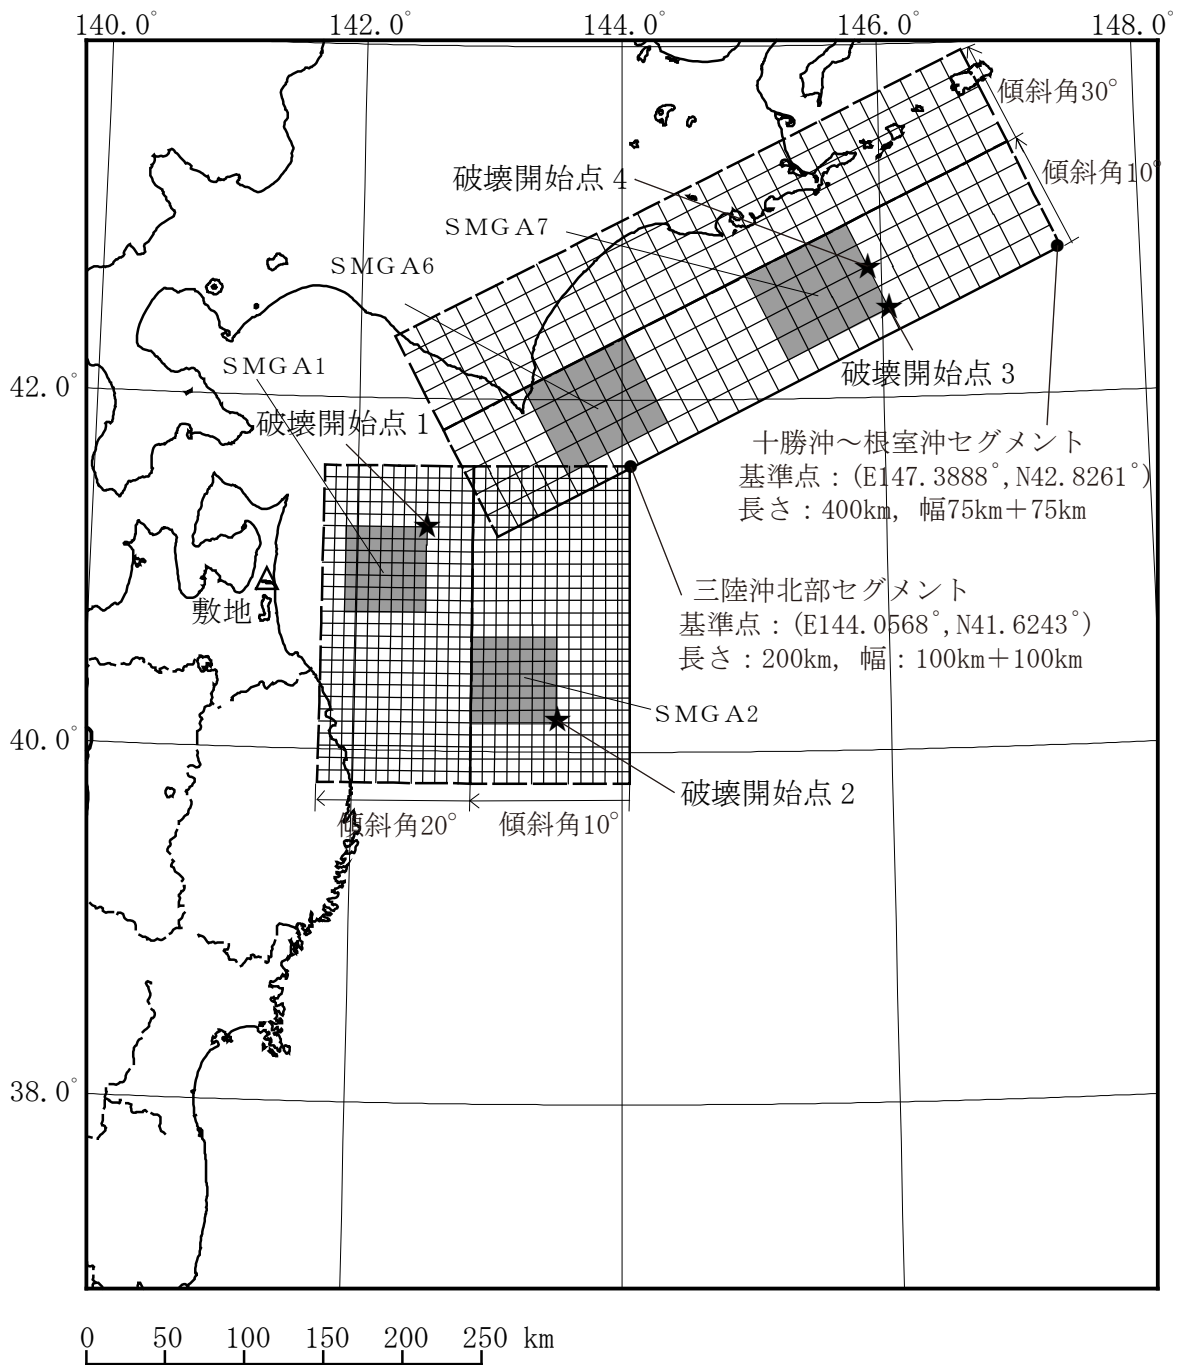 140.0° 142.0° 144.0° 146.0° 148.0°
傾斜角30°
傾斜角10°
破壊開始点4
SMGA7
SMGA6
SMGA1
42.0°
破壊開始点3
破壊開始点1
十勝沖～根室沖セグメント
基準点：(E147.3888°,N42.8261°)
長さ：400km, 幅75km＋75km
三陸沖北部セグメント
基準点：(E144.0568°,N41.6243°)
長さ：200km, 幅：100km＋100km
敷地
SMGA2
40.0°
破壊開始点2
傾斜角20° 傾斜角10°
38.0°
0 50 100 150 200 250 km